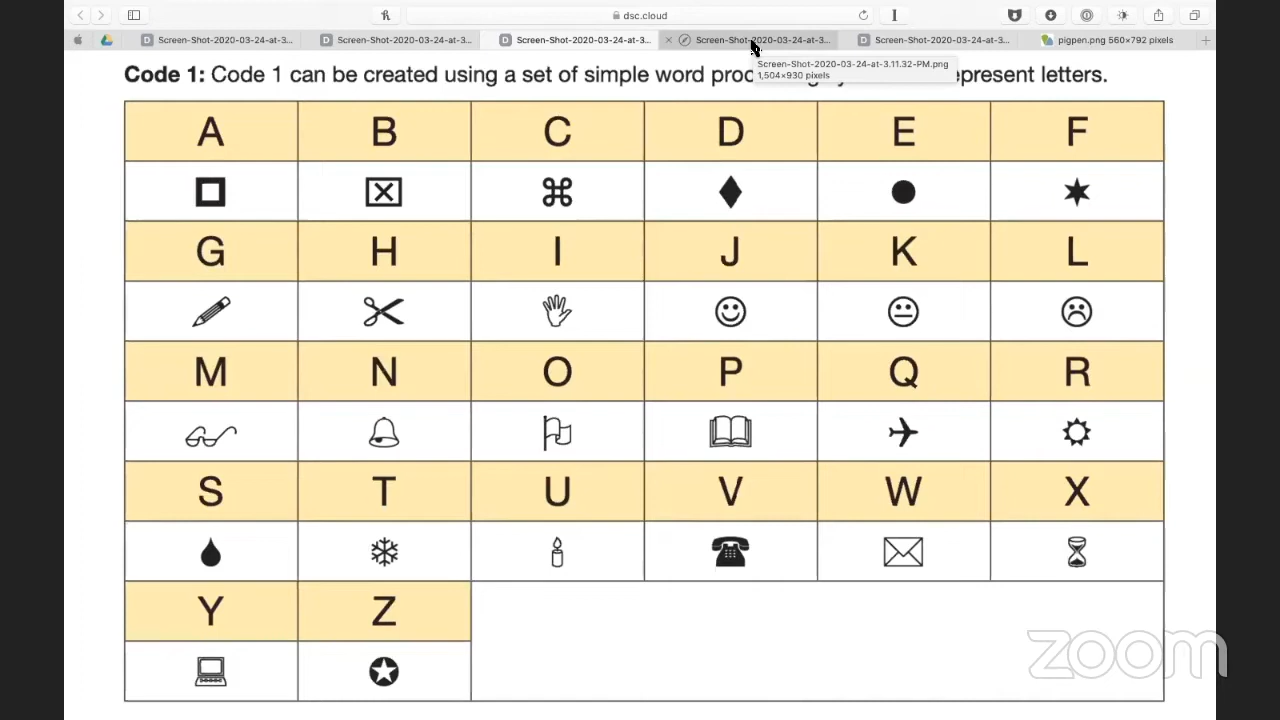 dsc.cloud
Screen-Shot-2020-03-24-at-3... Screen-Shot-2020-03-24-at-3... Screen-Shot-2020-03-24-at-3... Screen-Shot-2020-03-24-at-3... Screen-Shot-2020-03-24-at-3... pigpen.png 560×792 pixels
Screen-Shot-2020-03-24-at-3.11.32-PM.png
1,504×930 pixels
Code 1: Code 1 can be created using a set of simple word epresent letters.
A B C D E F
G H I J K L
M N O P Q R
S T U V W X
Y Z
zoom